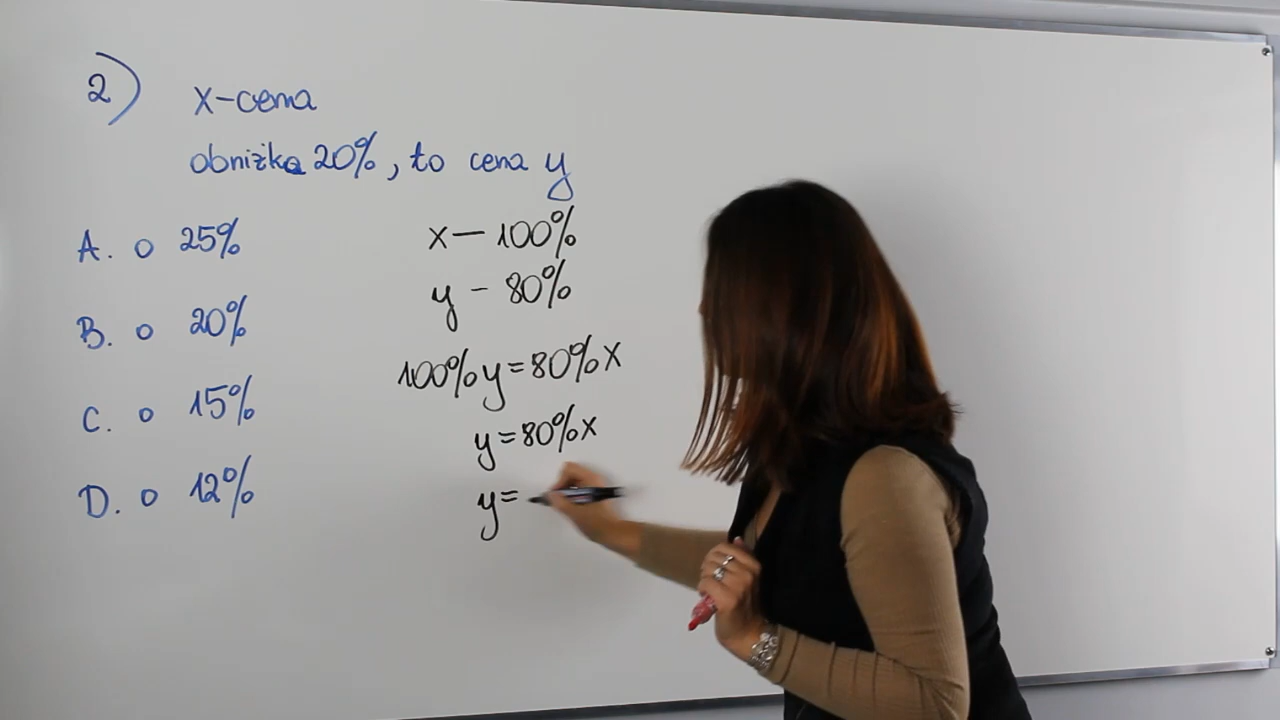 2)
x-cena
obniżka 20%, to cena y
A. o 25%
B. o 20%
C. o 15%
D. o 12%
x — 100%
y - 80%
100% y = 80% x
y = 80% x
y =